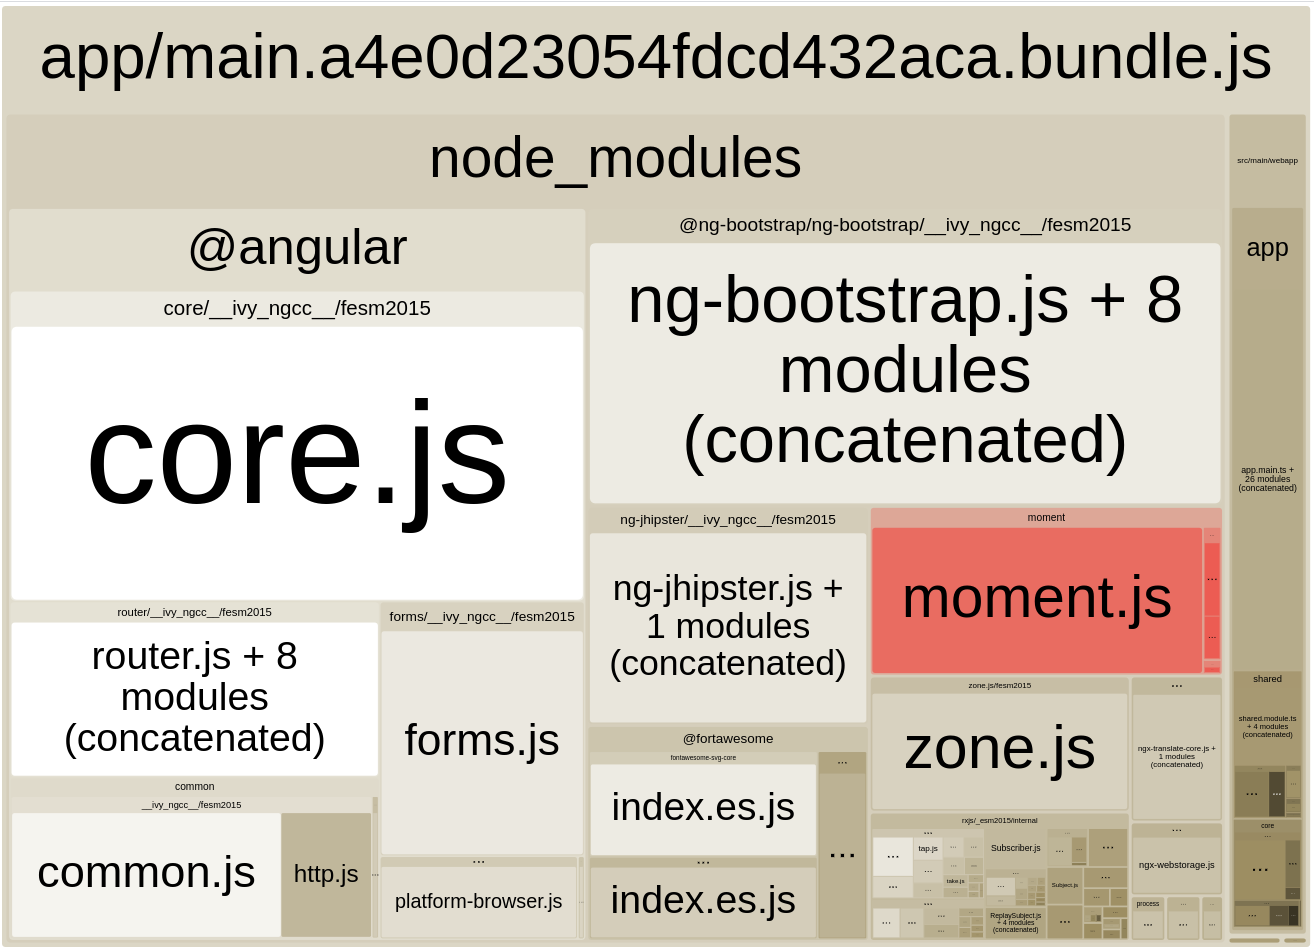 app/main.a4e0d23054fdcd432aca.bundle.js
node_modules
src/main/webapp
@angular
@ng-bootstrap/ng-bootstrap/__ivy_ngcc__/fesm2015
app
core/__ivy_ngcc__/fesm2015
ng-bootstrap.js + 8
modules
(concatenated)
core.js
app.main.ts +
26 modules
(concatenated)
ng-jhipster/__ivy_ngcc__/fesm2015
moment
ng-jhipster.js +
1 modules
(concatenated)
moment.js
...
...
router/__ivy_ngcc__/fesm2015
forms/__ivy_ngcc__/fesm2015
router.js + 8
modules
(concatenated)
forms.js
zone.js/fesm2015
...
shared
zone.js
ngx-translate-core.js +
1 modules
(concatenated)
shared.module.ts
+ 4 modules
(concatenated)
@fortawesome
fontawesome-svg-core
...
index.es.js
...
...
index.es.js
common
__ivy_ngcc__/fesm2015
common.js
http.js
...
...
platform-browser.js
rxjs/_esm2015/internal
...
...
tap.js
Subscriber.js
...
...
...
...
...
take.js
...
Subject.js
...
...
...
...
ReplaySubject.js
+ 4 modules
(concatenated)
...
...
ngx-webstorage.js
process
...
...
...
...
...
core
...
...
...